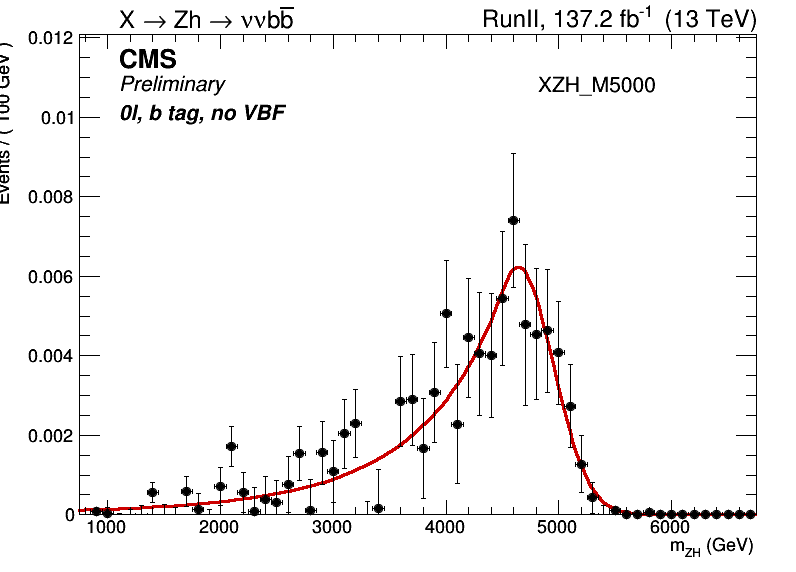 X → Zh → ννbb̅
RunII, 137.2 fb⁻¹ (13 TeV)
CMS
Preliminary
0l, b tag, no VBF
XZH_M5000
Events / ( 100 GeV )
0.012
0.01
0.008
0.006
0.004
0.002
0
1000 2000 3000 4000 5000 6000
m_ZH (GeV)